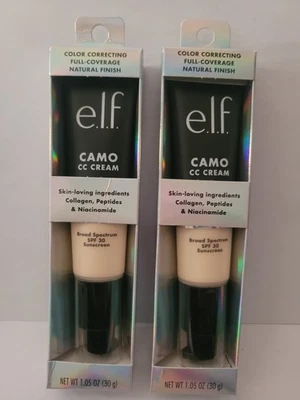 COLOR CORRECTING
FULL-COVERAGE
NATURAL FINISH
e.l.f.
CAMO
CC CREAM
Skin-loving ingredients
Collagen, Peptides
& Niacinamide
Broad Spectrum
SPF 30
Sunscreen
NET WT 1.05 OZ (30 g)
COLOR CORRECTING
FULL-COVERAGE
NATURAL FINISH
e.l.f.
CAMO
CC CREAM
Skin-loving ingredients
Collagen, Peptides
& Niacinamide
Broad Spectrum
SPF 30
Sunscreen
NET WT 1.05 OZ (30 g)